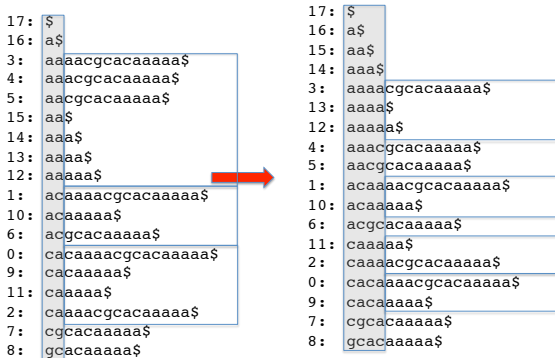 17: $
16: a$
3: aaaacgcacaaaaa$
4: aaacgcacaaaaa$
5: aacgcacaaaaa$
15: aa$
14: aaa$
13: aaaa$
12: aaaaa$
1: acaaaacgcacaaaaa$
10: acaaaaa$
6: acgcacaaaaa$
0: cacaaaacgcacaaaaa$
9: cacaaaaa$
11: caaaaa$
2: caaaacgcacaaaaa$
7: cgcacaaaaa$
8: gcacaaaaa$
17: $
16: a$
15: aa$
14: aaa$
3: aaaacgcacaaaaa$
13: aaaa$
12: aaaaa$
4: aaacgcacaaaaa$
5: aacgcacaaaaa$
1: acaaaacgcacaaaaa$
10: acaaaaa$
6: acgcacaaaaa$
11: caaaaa$
2: caaaacgcacaaaaa$
0: cacaaaacgcacaaaaa$
9: cacaaaaa$
7: cgcacaaaaa$
8: gcacaaaaa$